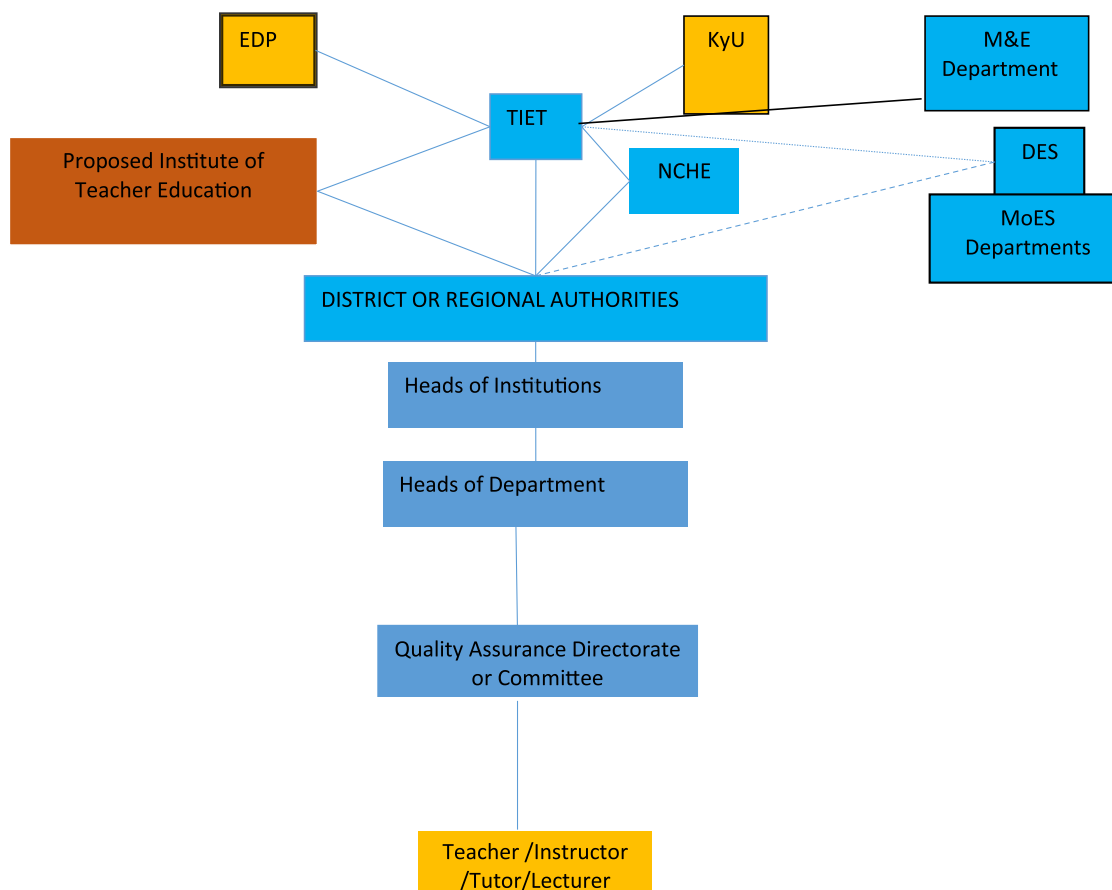 EDP
KyU
M&E
Department
TIET
Proposed Institute of
Teacher Education
NCHE
DES
MoES
Departments
DISTRICT OR REGIONAL AUTHORITIES
Heads of Institutions
Heads of Department
Quality Assurance Directorate
or Committee
Teacher /Instructor
/Tutor/Lecturer